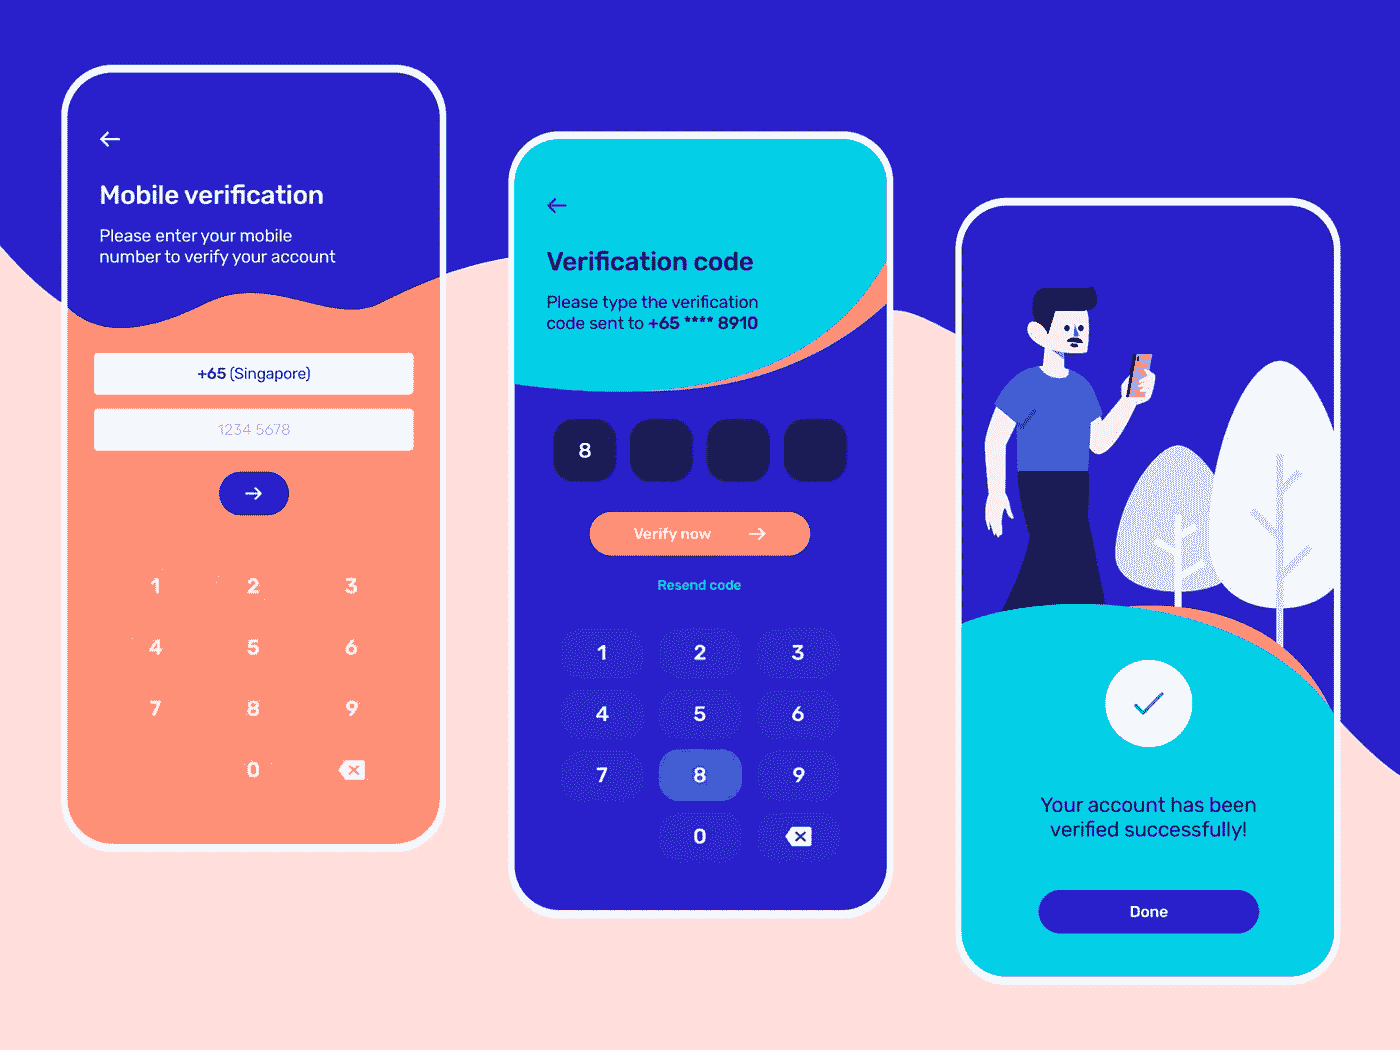 Mobile verification
Please enter your mobile
number to verify your account
+65 (Singapore)
1234 5678
1 2 3
4 5 6
7 8 9
0
Verification code
Please type the verification
code sent to +65 **** 8910
8
Verify now
Resend code
1 2 3
4 5 6
7 8 9
0
Your account has been
verified successfully!
Done